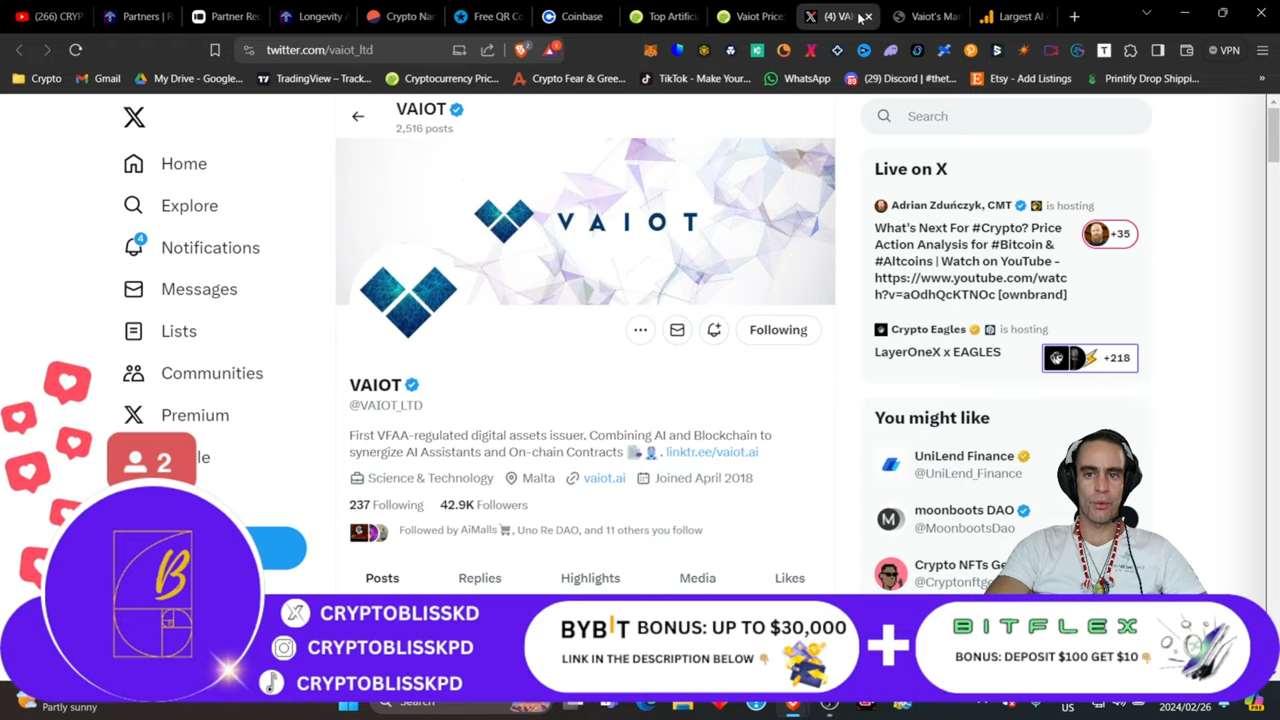 (266) CRYP
Partners | R
Partner Rec
Longevity A
Crypto Nar
Free QR Co
Coinbase
Top Artifici
Vaiot Price:
(4) VAI
Vaiot's Ma
Largest AI c
twitter.com/vaiot_ltd
VPN
Crypto
Gmail
My Drive - Google...
TradingView – Track...
Cryptocurrency Pric...
Crypto Fear & Gree...
TikTok - Make Your...
WhatsApp
(29) Discord | #thet...
Etsy - Add Listings
Printify Drop Shippi...
Home
Explore
4
Notifications
Messages
Lists
Communities
Premium
le
2
VAIOT
2,516 posts
VAIOT
Following
VAIOT
@VAIOT_LTD
First VFAA-regulated digital assets issuer. Combining AI and Blockchain to
synergize AI Assistants and On-chain Contracts . linktr.ee/vaiot.ai
Science & Technology Malta vaiot.ai Joined April 2018
237 Following 42.9K Followers
Followed by AiMalls, Uno Re DAO, and 11 others you follow
Posts
Replies
Highlights
Media
Likes
Search
Live on X
Adrian Zduńczyk, CMT is hosting
What's Next For #Crypto? Price
Action Analysis for #Bitcoin &
#Altcoins | Watch on YouTube -
https://www.youtube.com/watc
h?v=aOdhQcKTNOc [ownbrand]
+35
Crypto Eagles is hosting
LayerOneX x EAGLES
+218
You might like
UniLend Finance
@UniLend_Finance
moonboots DAO
@MoonbootsDao
Crypto NFTs Ge
@Cryptonftge
B
CRYPTOBLISSKD
CRYPTOBLISSKPD
CRYPTOBLISSKPD
BYBIT BONUS: UP TO $30,000
LINK IN THE DESCRIPTION BELOW
BITFLEX
BONUS: DEPOSIT $100 GET $10
Partly sunny
Search
US
2024/02/26